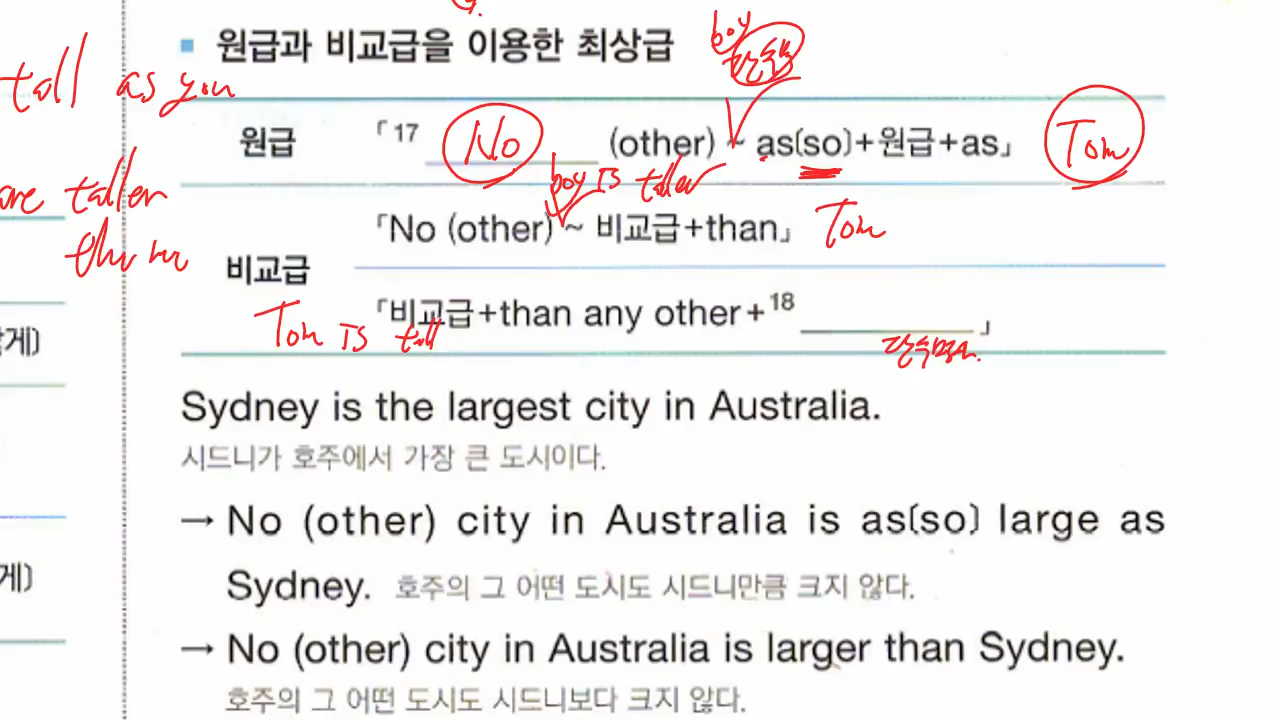 ■ 원급과 비교급을 이용한 최상급
boy
단수명
tall as you
원급 「17 No (other) ~ as(so)+원급+as」 Tom
boy is taller
are taller
than me
「No (other) ~ 비교급+than」 Tom
비교급
「비교급+than any other+18 ________」
Tom is tall
단수명사.
게)
Sydney is the largest city in Australia.
시드니가 호주에서 가장 큰 도시이다.
→ No (other) city in Australia is as(so) large as
Sydney. 호주의 그 어떤 도시도 시드니만큼 크지 않다.
게)
→ No (other) city in Australia is larger than Sydney.
호주의 그 어떤 도시도 시드니보다 크지 않다.